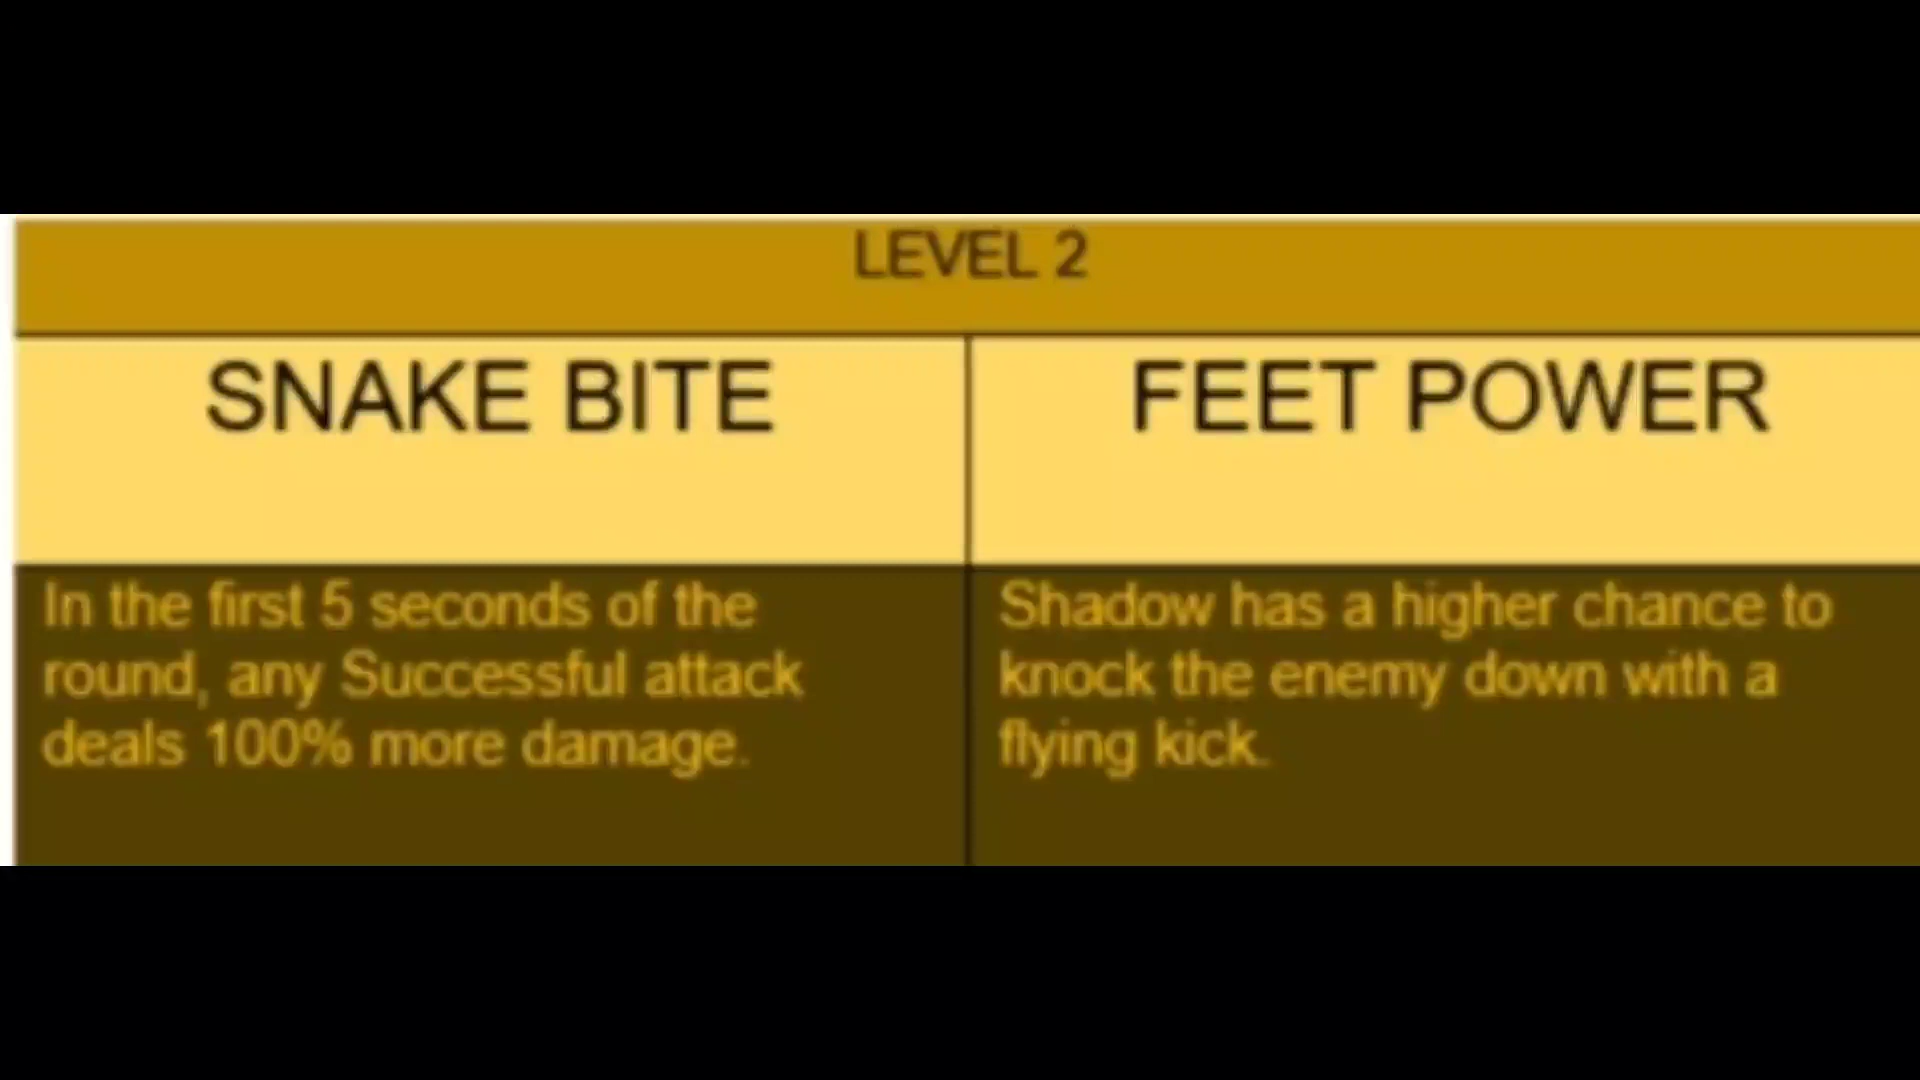 LEVEL 2
SNAKE BITE
FEET POWER
In the first 5 seconds of the
round, any Successful attack
deals 100% more damage.
Shadow has a higher chance to
knock the enemy down with a
flying kick.